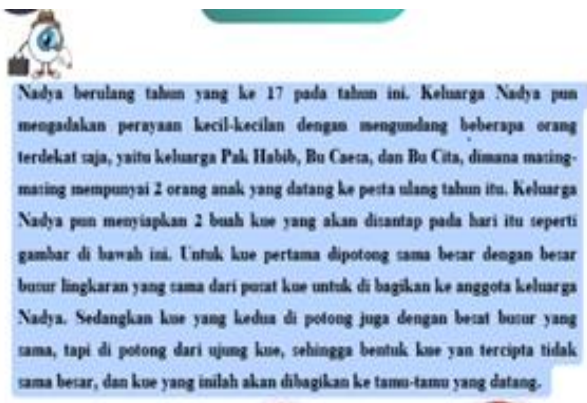 Nadya berulang tahun yang ke 17 pada tahun ini. Keluarga Nadya pun
mengadakan perayaan kecil-kecilan dengan mengundang beberapa orang
terdekat saja, yaitu keluarga Pak Habib, Bu Caesa, dan Bu Cita, dimana masing-
masing mempunyai 2 orang anak yang datang ke pesta ulang tahun itu. Keluarga
Nadya pun menyiapkan 2 buah kue yang akan disantap pada hari itu seperti
gambar di bawah ini. Untuk kue pertama dipotong sama besar dengan besar
busur lingkaran yang sama dari pusat kue untuk di bagikan ke anggota keluarga
Nadya. Sedangkan kue yang kedua di potong juga dengan besat busur yang
sama, tapi di potong dari ujung kue, sehingga bentuk kue yan tercipta tidak
sama besar, dan kue yang inilah akan dibagikan ke tamu-tamu yang datang.